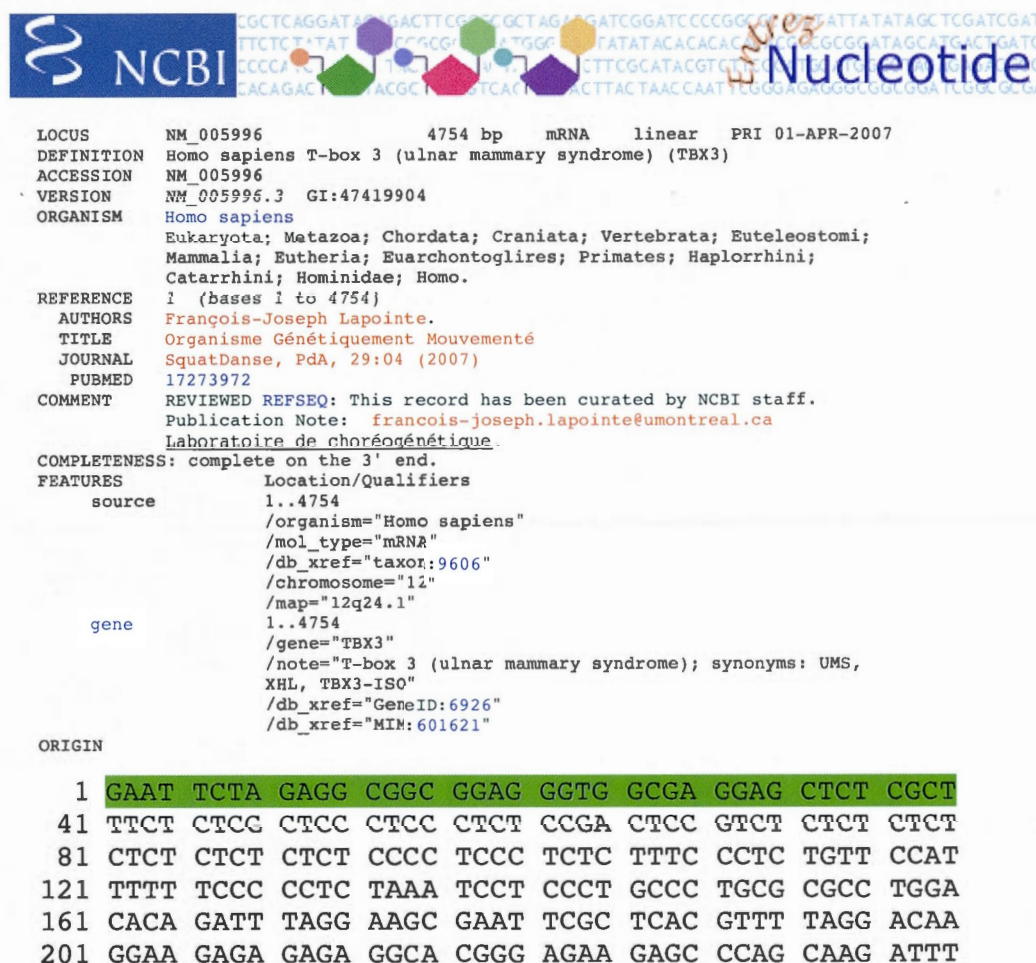 NCBI
Entrez
Nucleotide
LOCUS NM_005996 4754 bp mRNA linear PRI 01-APR-2007
DEFINITION Homo sapiens T-box 3 (ulnar mammary syndrome) (TBX3)
ACCESSION NM_005996
VERSION NM_005996.3 GI:47419904
ORGANISM Homo sapiens
Eukaryota; Metazoa; Chordata; Craniata; Vertebrata; Euteleostomi;
Mammalia; Eutheria; Euarchontoglires; Primates; Haplorrhini;
Catarrhini; Hominidae; Homo.
REFERENCE 1 (bases 1 to 4754)
AUTHORS François-Joseph Lapointe.
TITLE Organisme Génétiquement Mouvementé
JOURNAL SquatDanse, PdA, 29:04 (2007)
PUBMED 17273972
COMMENT REVIEWED REFSEQ: This record has been curated by NCBI staff.
Publication Note: francois-joseph.lapointe@umontreal.ca
Laboratoire de choréogénétique.
COMPLETENESS: complete on the 3' end.
FEATURES Location/Qualifiers
source 1..4754
/organism="Homo sapiens"
/mol_type="mRNA"
/db_xref="taxon:9606"
/chromosome="12"
/map="12q24.1"
gene 1..4754
/gene="TBX3"
/note="T-box 3 (ulnar mammary syndrome); synonyms: UMS,
XHL, TBX3-ISO"
/db_xref="GeneID:6926"
/db_xref="MIM:601621"
ORIGIN
1 GAAT TCTA GAGG CGGC GGAG GGTG GCGA GGAG CTCT CGCT
41 TTCT CTCG CTCC CTCC CTCT CCGA CTCC GTCT CTCT CTCT
81 CTCT CTCT CTCT CCCC TCCC TCTC TTTC CCTC TGTT CCAT
121 TTTT TCCC CCTC TAAA TCCT CCCT GCCC TGCG CGCC TGGA
161 CACA GATT TAGG AAGC GAAT TCGC TCAC GTTT TAGG ACAA
201 GGAA GAGA GAGA GGCA CGGG AGAA GAGC CCAG CAAG ATTT